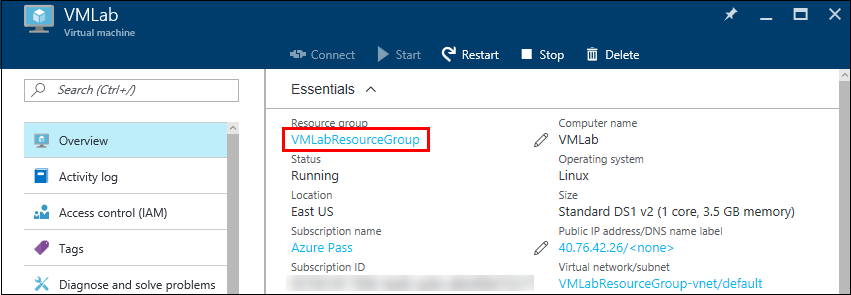 VMLab
Virtual machine
Connect
Start
Restart
Stop
Delete
Search (Ctrl+/)
Overview
Activity log
Access control (IAM)
Tags
Diagnose and solve problems
Essentials
Resource group
VMLabResourceGroup
Status
Running
Location
East US
Subscription name
Azure Pass
Subscription ID
Computer name
VMLab
Operating system
Linux
Size
Standard DS1 v2 (1 core, 3.5 GB memory)
Public IP address/DNS name label
40.76.42.26/<none>
Virtual network/subnet
VMLabResourceGroup-vnet/default